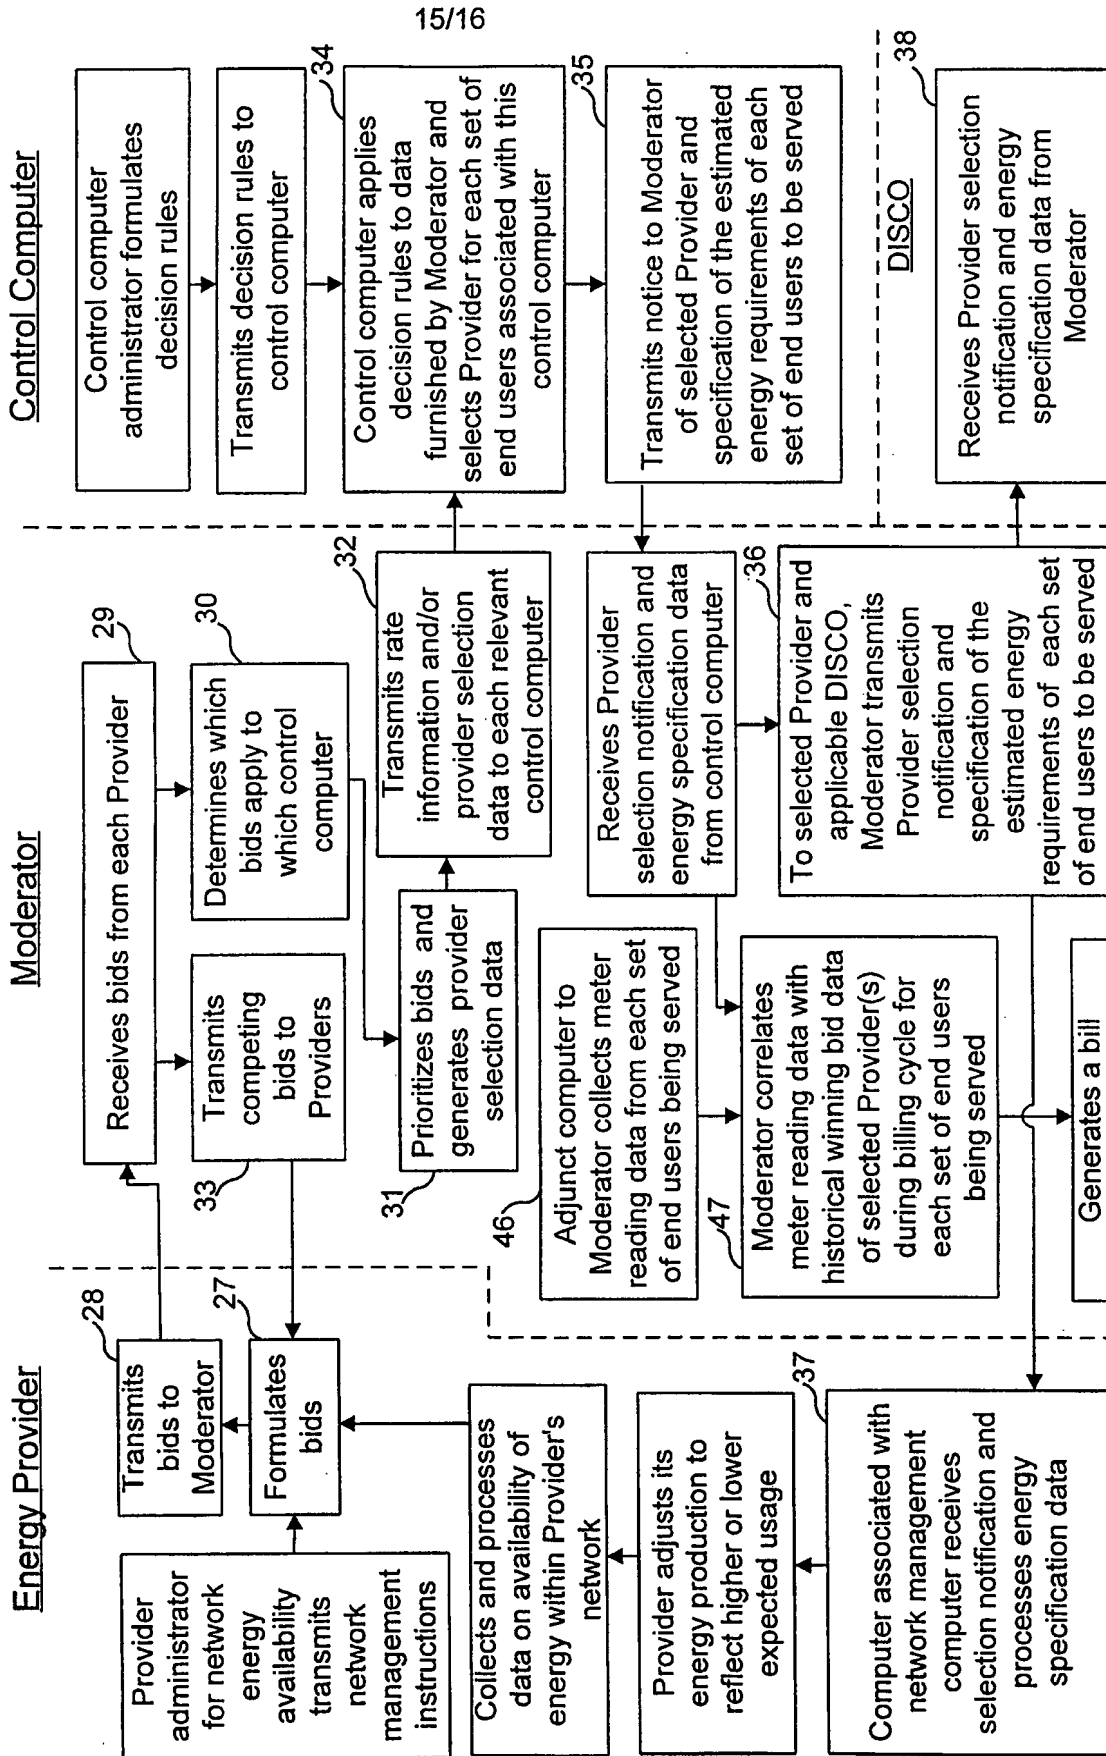 15/16
Energy Provider
Moderator
Control Computer
Provider
administrator
for network
energy
availability
transmits
network
management
instructions
28
Transmits
bids to
Moderator
27
Formulates
bids
Collects and processes
data on availability of
energy within Provider's
network
Provider adjusts its
energy production to
reflect higher or lower
expected usage
37
Computer associated with
network management
computer receives
selection notification and
processes energy
specification data
29
Receives bids from each Provider
33
Transmits
competing
bids to
Providers
30
Determines which
bids apply to
which control
computer
31
Prioritizes bids and
generates provider
selection data
32
Transmits rate
information and/or
provider selection
data to each relevant
control computer
46
Adjunct computer to
Moderator collects meter
reading data from each set
of end users being served
Receives Provider
selection notification and
energy specification data
from control computer
47
Moderator correlates
meter reading data with
historical winning bid data
of selected Provider(s)
during billing cycle for
each set of end users
being served
36
To selected Provider and
applicable DISCO,
Moderator transmits
Provider selection
notification and
specification of the
estimated energy
requirements of each set
of end users to be served
Generates a bill
Control computer
administrator formulates
decision rules
Transmits decision rules to
control computer
34
Control computer applies
decision rules to data
furnished by Moderator and
selects Provider for each set of
end users associated with this
control computer
35
Transmits notice to Moderator
of selected Provider and
specification of the estimated
energy requirements of each
set of end users to be served
DISCO
38
Receives Provider selection
notification and energy
specification data from
Moderator